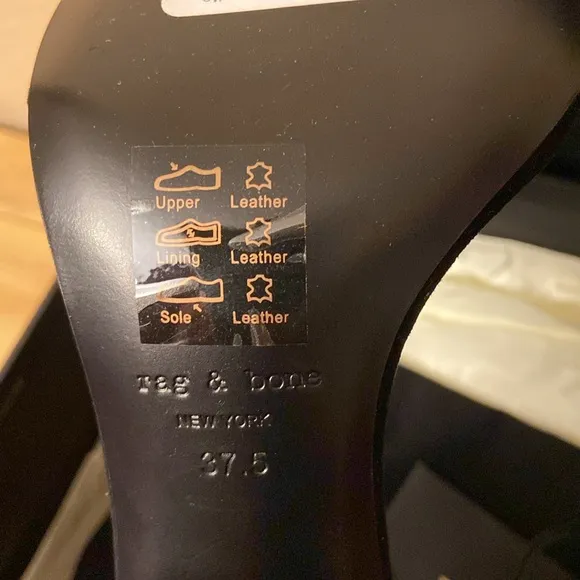 Upper Leather
Lining Leather
Sole Leather
rag & bone
NEW YORK
37.5